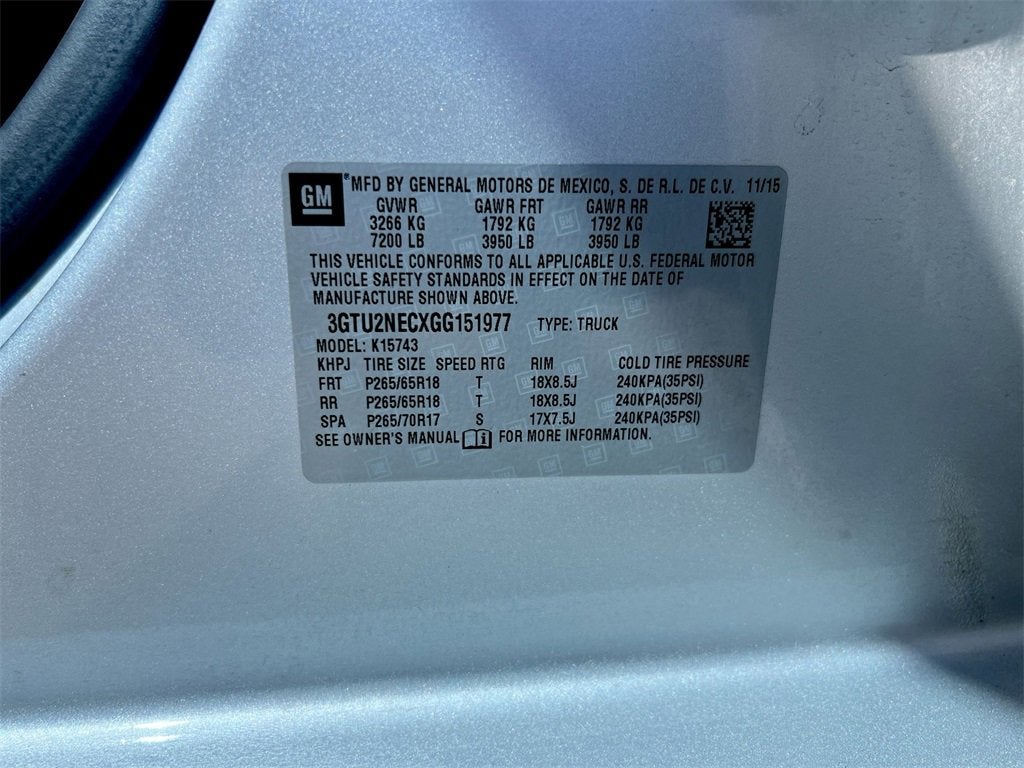 GM ® MFD BY GENERAL MOTORS DE MEXICO, S. DE R.L. DE C.V. 11/15
GVWR GAWR FRT GAWR RR
3266 KG 1792 KG 1792 KG
7200 LB 3950 LB 3950 LB
THIS VEHICLE CONFORMS TO ALL APPLICABLE U.S. FEDERAL MOTOR
VEHICLE SAFETY STANDARDS IN EFFECT ON THE DATE OF
MANUFACTURE SHOWN ABOVE.
3GTU2NECXGG151977 TYPE: TRUCK
MODEL: K15743
KHPJ TIRE SIZE SPEED RTG RIM COLD TIRE PRESSURE
FRT P265/65R18 T 18X8.5J 240KPA(35PSI)
RR P265/65R18 T 18X8.5J 240KPA(35PSI)
SPA P265/70R17 S 17X7.5J 240KPA(35PSI)
SEE OWNER'S MANUAL i FOR MORE INFORMATION.